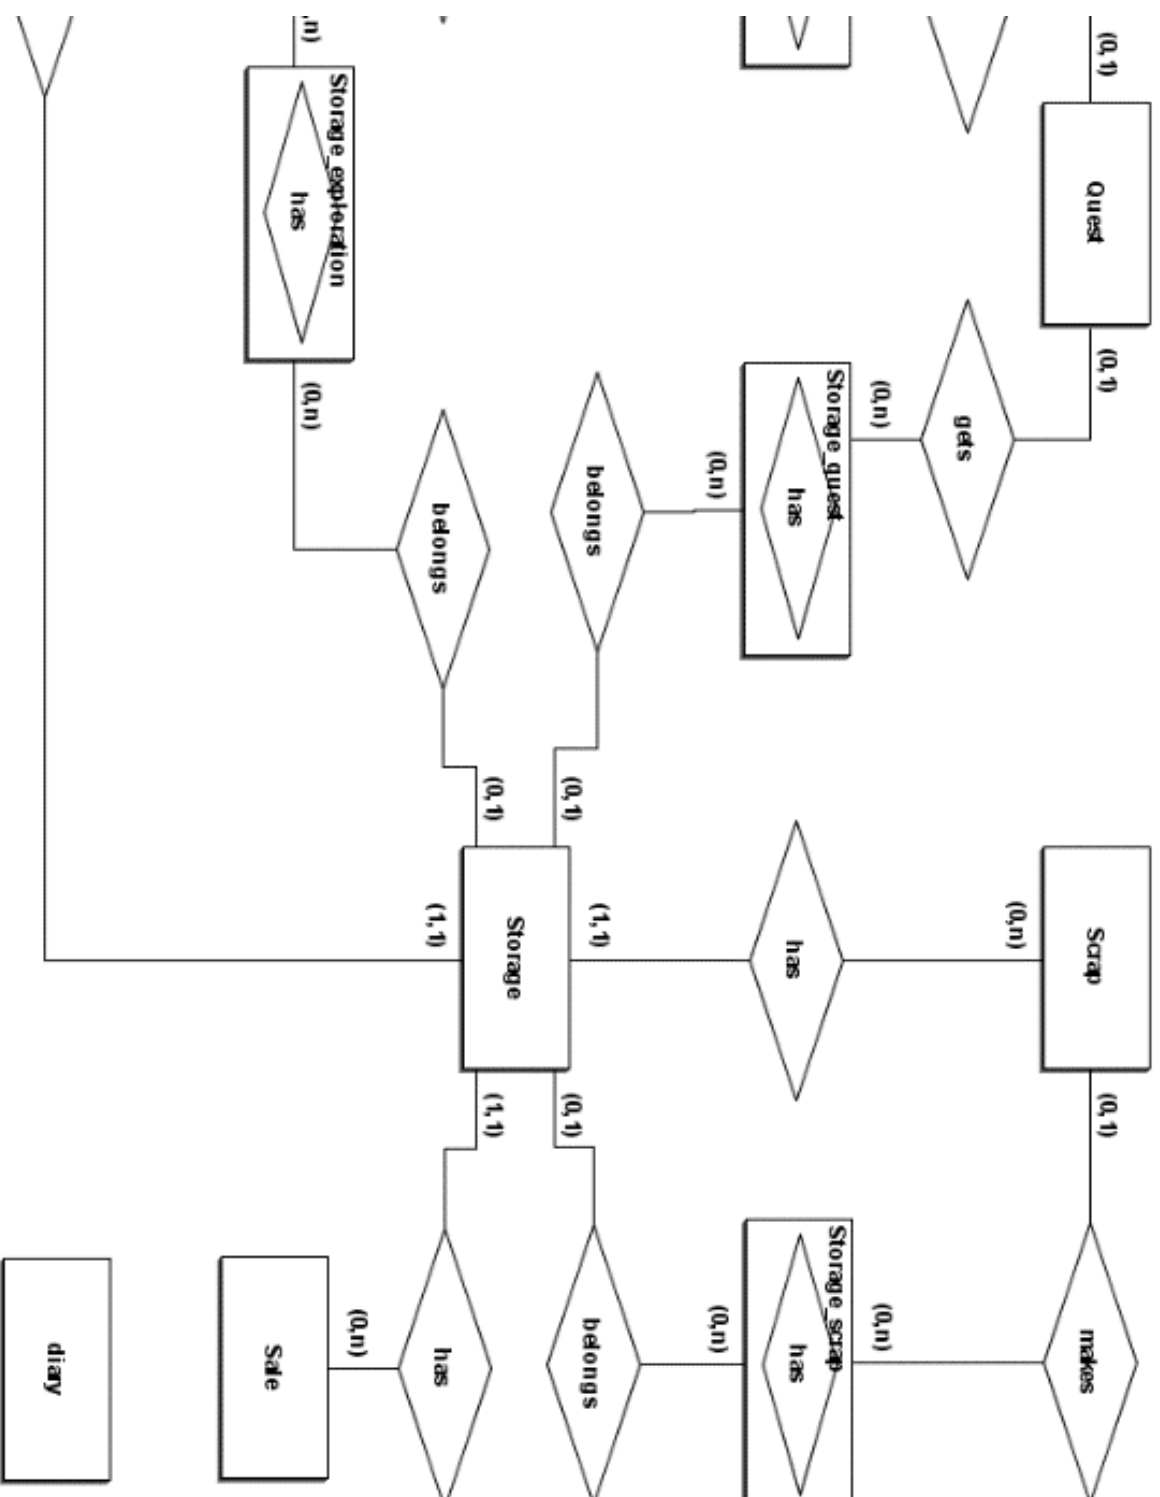 (0,1)
Quest
(0,1)
Scrap
(0,1)
makes
(0,n)
gets
(0,n)
(0,n)
Storage_quest
Storage_scrap
has
has
has
(0,n)
(0,n)
belongs
(1,1)
belongs
(0,1)
(0,1)
Storage
(0,1)
(1,1)
belongs
(1,1)
has
(0,n)
Storage_exploration
,n)
(0,n)
has
Sale
diary